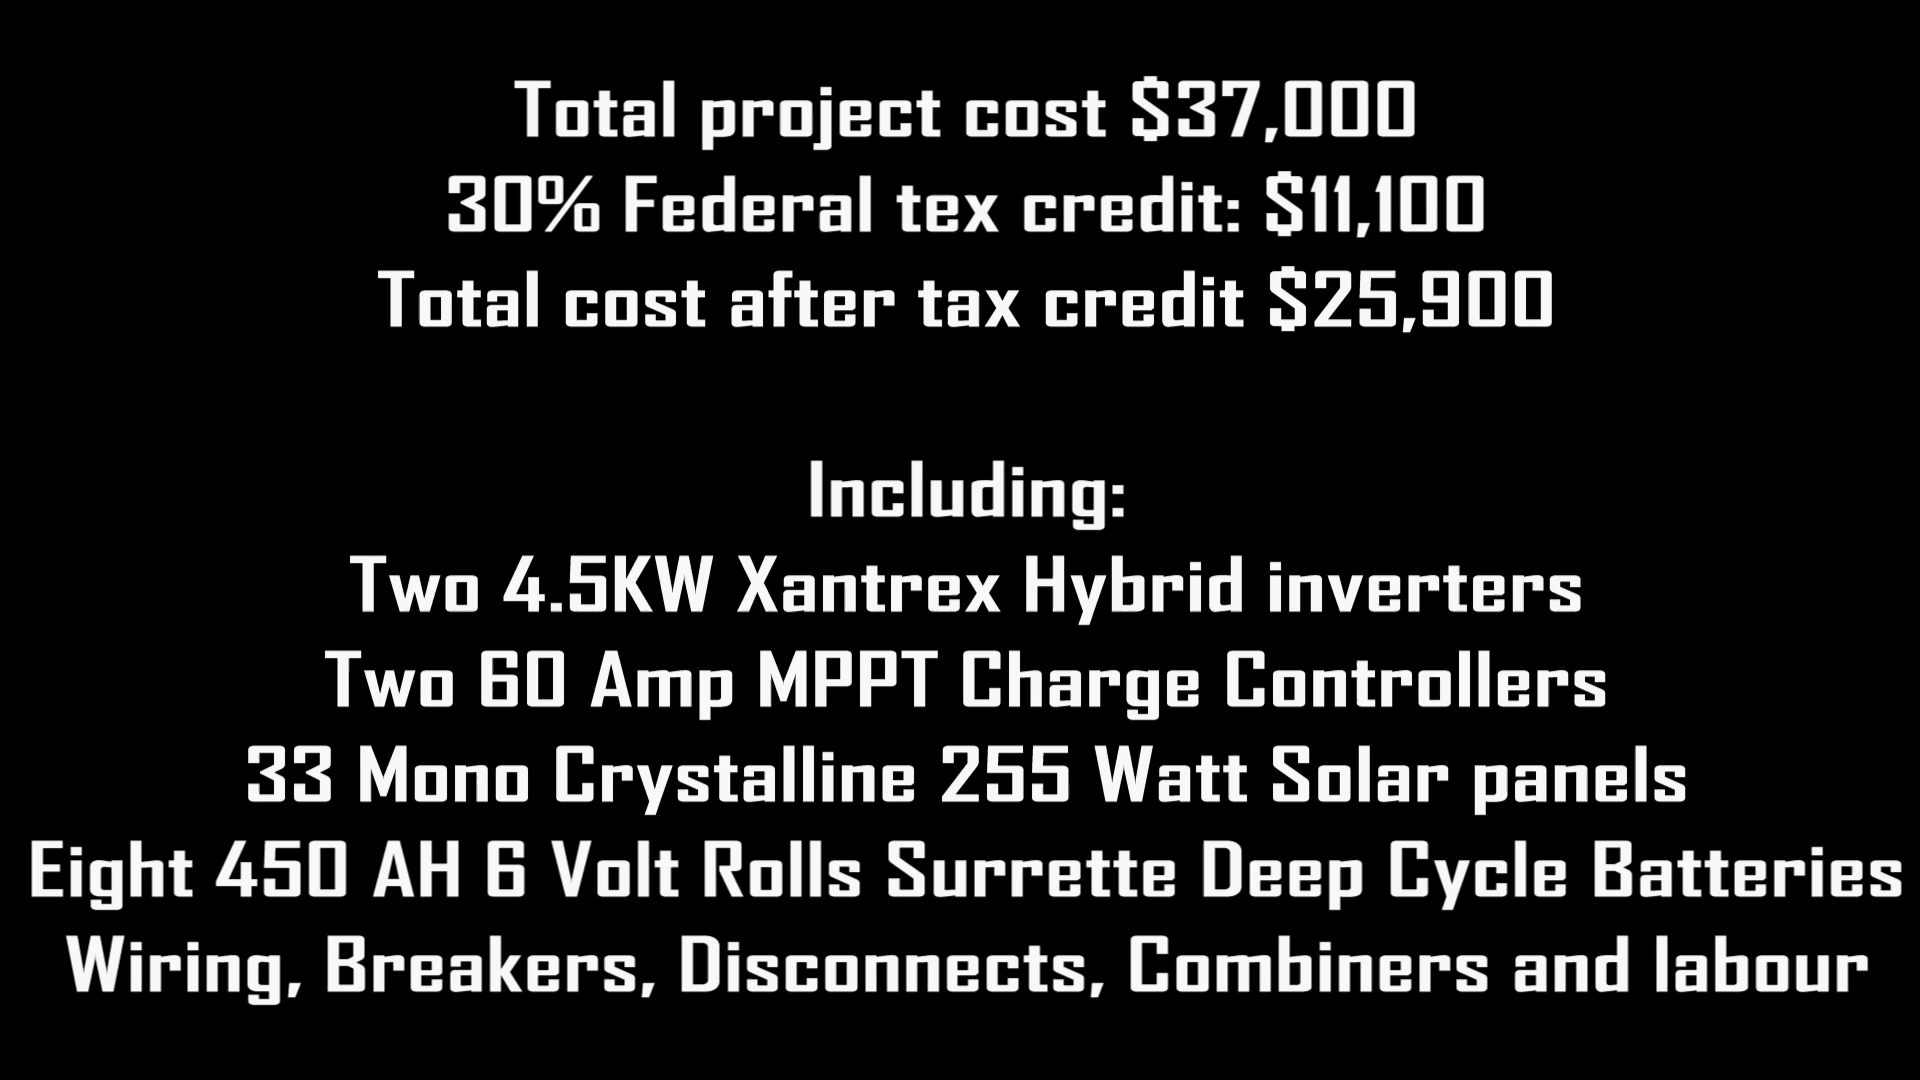 Total project cost $37,000
30% Federal tex credit: $11,100
Total cost after tax credit $25,900
Including:
Two 4.5KW Xantrex Hybrid inverters
Two 60 Amp MPPT Charge Controllers
33 Mono Crystalline 255 Watt Solar panels
Eight 450 AH 6 Volt Rolls Surrette Deep Cycle Batteries
Wiring, Breakers, Disconnects, Combiners and labour